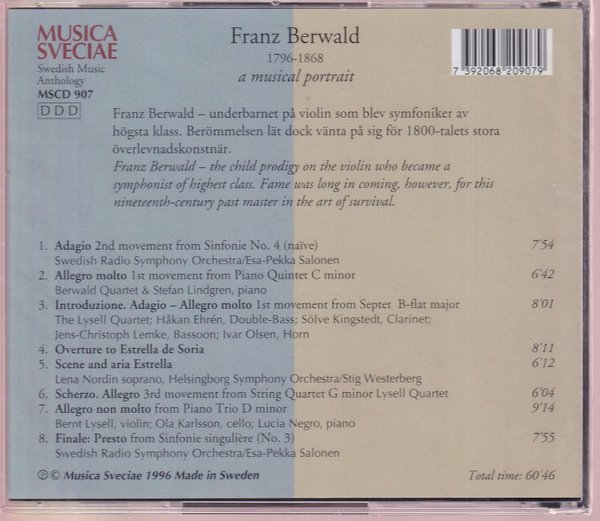 MUSICA
SVECIAE
Swedish Music
Anthology
MSCD 907
DDD
Franz Berwald
1796-1868
a musical portrait
7 392068 209079
Franz Berwald – underbarnet på violin som blev symfoniker av
högsta klass. Berömmelsen lät dock vänta på sig för 1800-talets stora
överlevnadskonstnär.
Franz Berwald – the child prodigy on the violin who became a
symphonist of highest class. Fame was long in coming, however, for this
nineteenth-century past master in the art of survival.
1. Adagio 2nd movement from Sinfonie No. 4 (naïve) 7'54
Swedish Radio Symphony Orchestra/Esa-Pekka Salonen
2. Allegro molto 1st movement from Piano Quintet C minor 6'42
Berwald Quartet & Stefan Lindgren, piano
3. Introduzione. Adagio – Allegro molto 1st movement from Septet B-flat major 8'01
The Lysell Quartet; Håkan Ehrén, Double-Bass; Sölve Kingstedt, Clarinet;
Jens-Christoph Lemke, Bassoon; Ivar Olsen, Horn
4. Overture to Estrella de Soria 8'11
5. Scene and aria Estrella 6'12
Lena Nordin soprano, Helsingborg Symphony Orchestra/Stig Westerberg
6. Scherzo. Allegro 3rd movement from String Quartet G minor Lysell Quartet 6'04
7. Allegro non molto from Piano Trio D minor 9'14
Bernt Lysell, violin; Ola Karlsson, cello; Lucia Negro, piano
8. Finale: Presto from Sinfonie singulière (No. 3) 7'55
Swedish Radio Symphony Orchestra/Esa-Pekka Salonen
℗ © Musica Sveciae 1996 Made in Sweden
Total time: 60'46